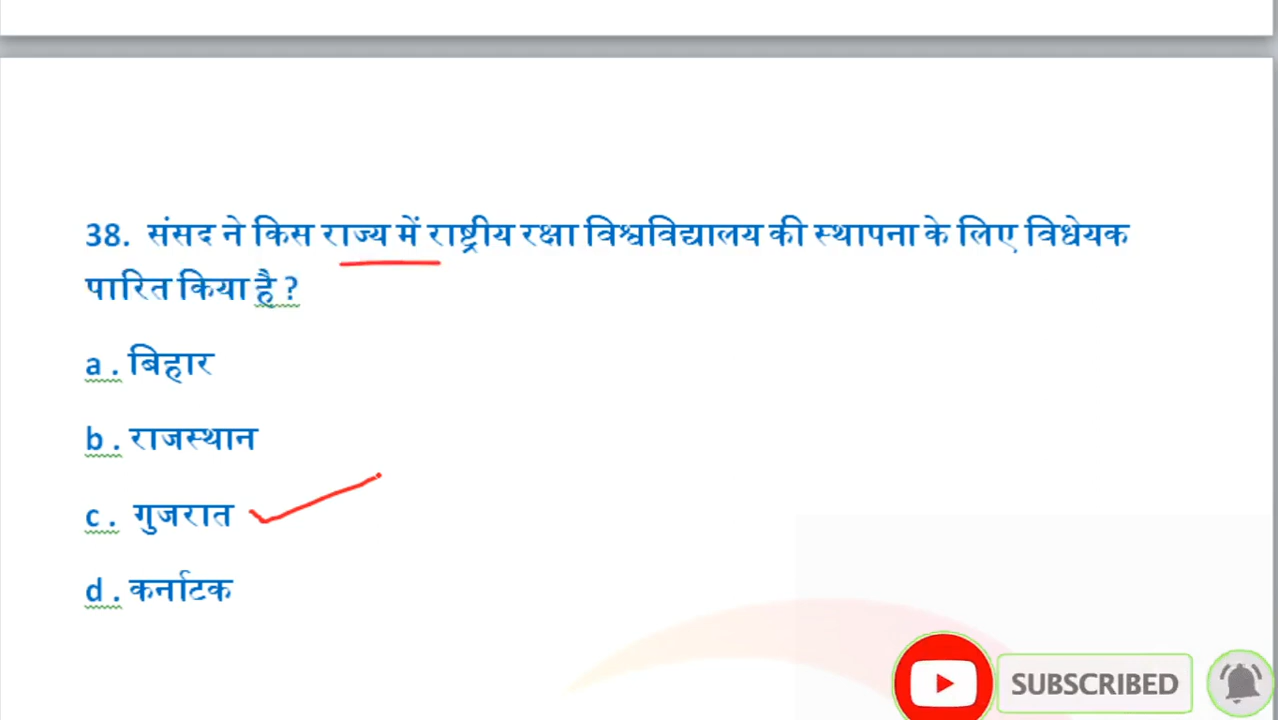 38. संसद ने किस राज्य में राष्ट्रीय रक्षा विश्वविद्यालय की स्थापना के लिए विधेयक
पारित किया है ?
a . बिहार
b . राजस्थान
c . गुजरात
d . कर्नाटक
SUBSCRIBED